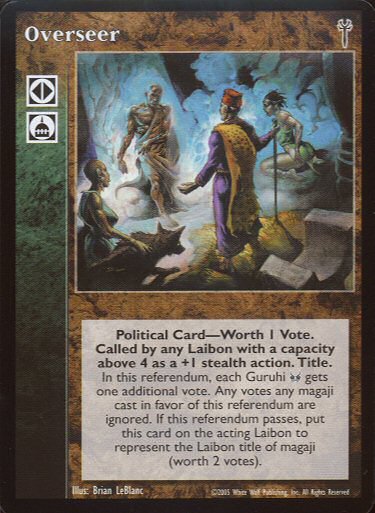 Overseer
Political Card—Worth 1 Vote.
Called by any Laibon with a capacity
above 4 as a +1 stealth action. Title.
In this referendum, each Guruhi gets
one additional vote. Any votes any magaji
cast in favor of this referendum are
ignored. If this referendum passes, put
this card on the acting Laibon to
represent the Laibon title of magaji
(worth 2 votes).
Illus: Brian LeBlanc
©2005 White Wolf Publishing, Inc. All Rights Reserved.